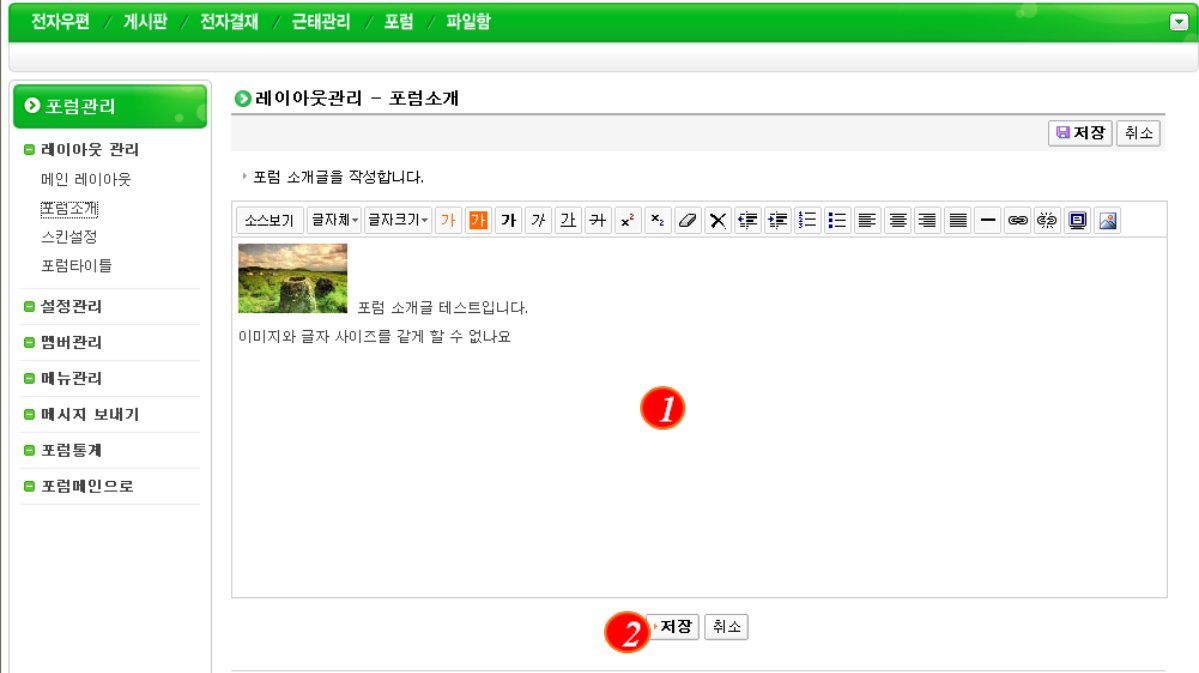 전자우편 / 게시판 / 전자결재 / 근태관리 / 포럼 / 파일함
포럼관리
레이아웃 관리
메인 레이아웃
포럼소개
스킨설정
포럼타이틀
설정관리
멤버관리
메뉴관리
메시지 보내기
포럼통계
포럼메인으로
레이아웃관리 - 포럼소개
저장 취소
포럼 소개글을 작성합니다.
소스보기 글자체 글자크기 가 가 가 가 가 가 x² x₂
포럼 소개글 테스트입니다.
이미지와 글자 사이즈를 같게 할 수 없나요
1
2 저장 취소